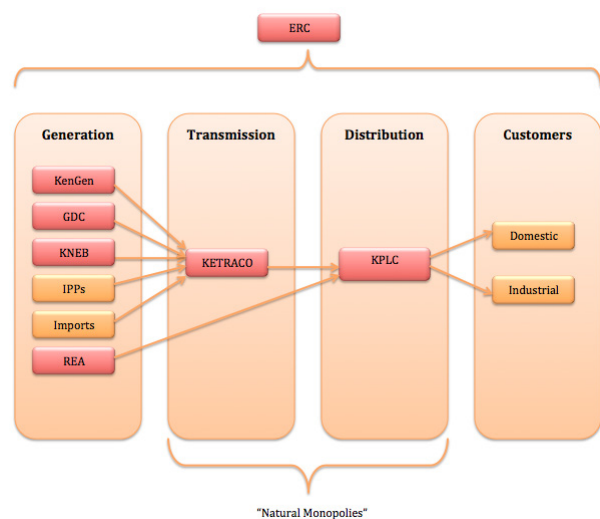 ERC
Generation
Transmission
Distribution
Customers
KenGen
GDC
KNEB
IPPs
Imports
REA
KETRACO
KPLC
Domestic
Industrial
"Natural Monopolies"